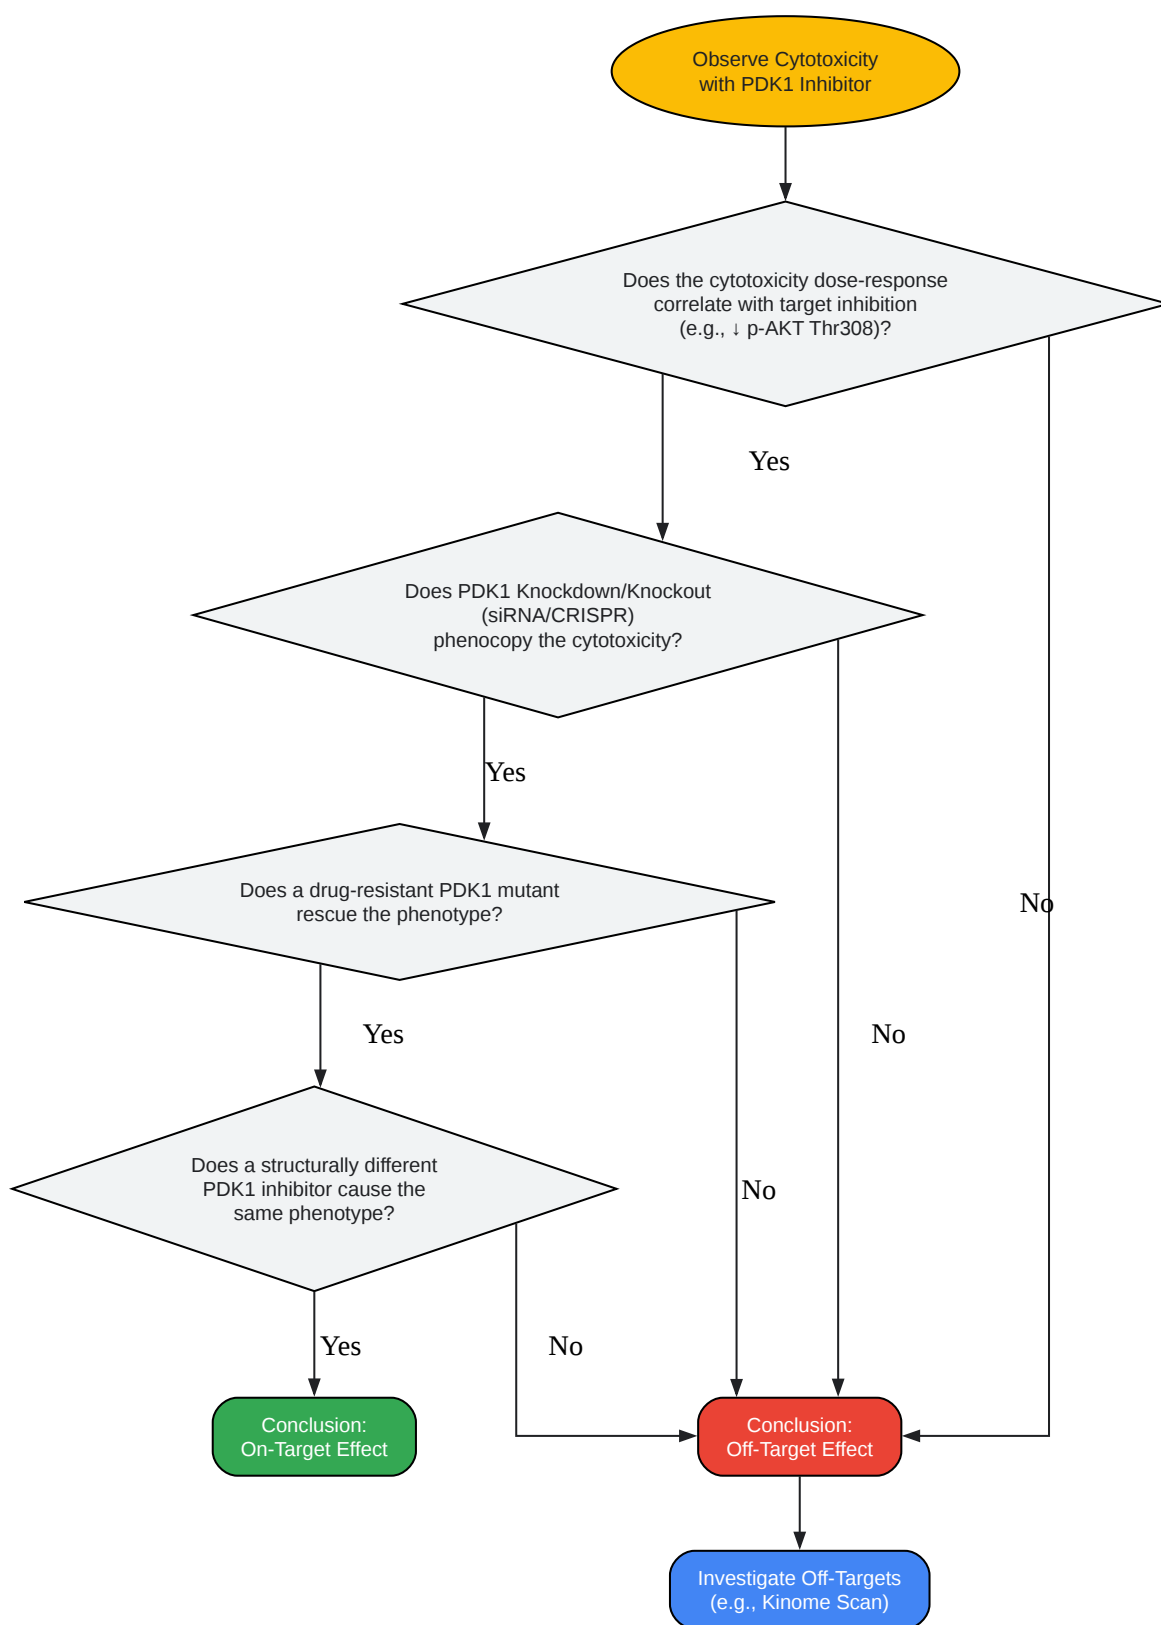 Observe Cytotoxicity
with PDK1 Inhibitor
Does the cytotoxicity dose-response
correlate with target inhibition
(e.g., ↓ p-AKT Thr308)?
Yes
Does PDK1 Knockdown/Knockout
(siRNA/CRISPR)
phenocopy the cytotoxicity?
Yes
Does a drug-resistant PDK1 mutant
rescue the phenotype?
No
Yes
No
Does a structurally different
PDK1 inhibitor cause the
same phenotype?
No
Yes
No
Conclusion:
On-Target Effect
Conclusion:
Off-Target Effect
Investigate Off-Targets
(e.g., Kinome Scan)